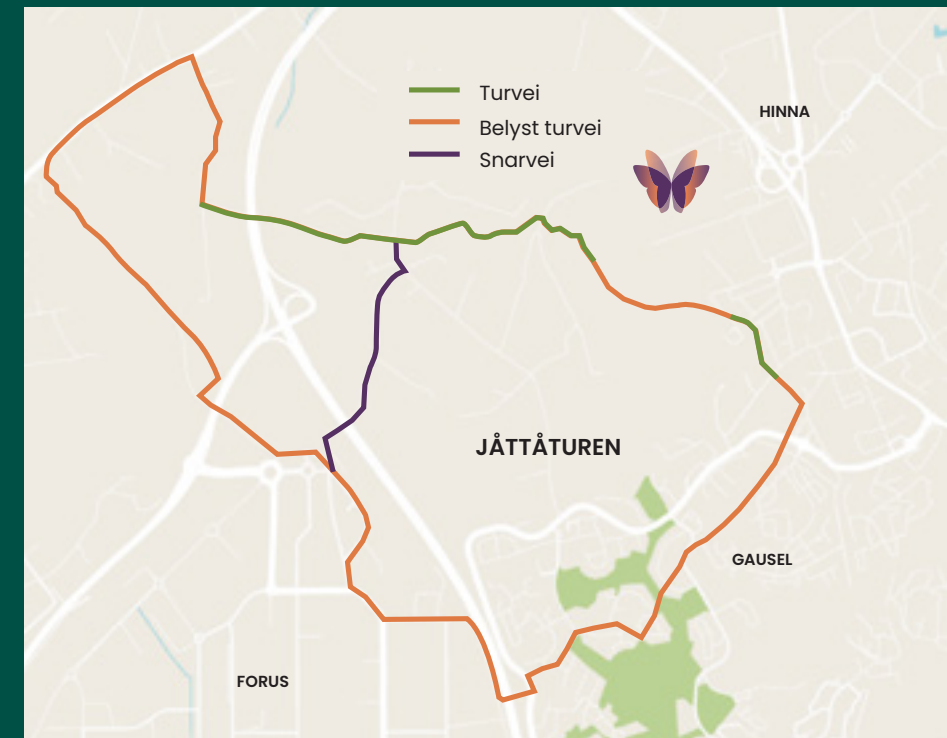 Turvei
Belyst turvei
Snarvei
HINNA
JÅTTÅTUREN
GAUSEL
FORUS